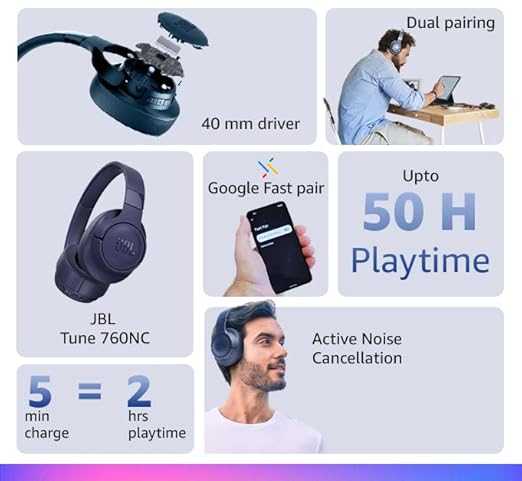 40 mm driver
Dual pairing
JBL
JBL
Tune 760NC
Google Fast pair
Upto
50 H
Playtime
Active Noise
Cancellation
5 = 2
min hrs
charge playtime